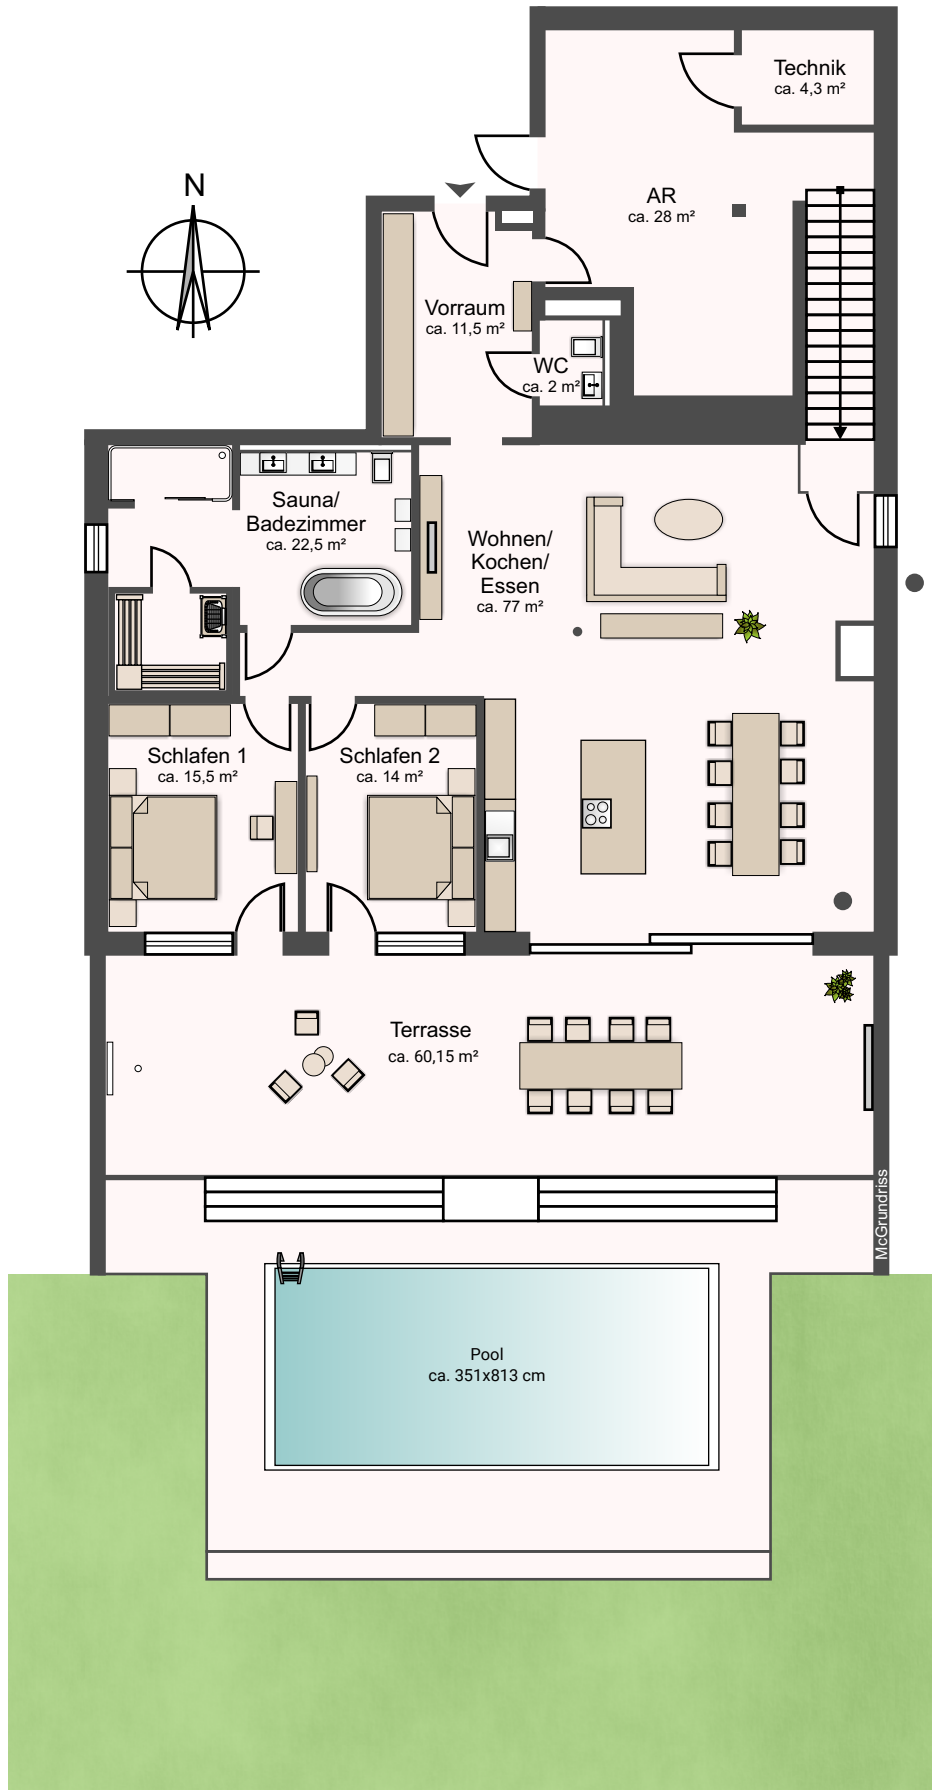 Technik
ca. 4,3 m²
N
AR
ca. 28 m²
Vorraum
ca. 11,5 m²
WC
ca. 2 m²
Sauna/
Badezimmer
ca. 22,5 m²
Wohnen/
Kochen/
Essen
ca. 77 m²
Schlafen 1
ca. 15,5 m²
Schlafen 2
ca. 14 m²
Terrasse
ca. 60,15 m²
McGrundriss
Pool
ca. 351x813 cm